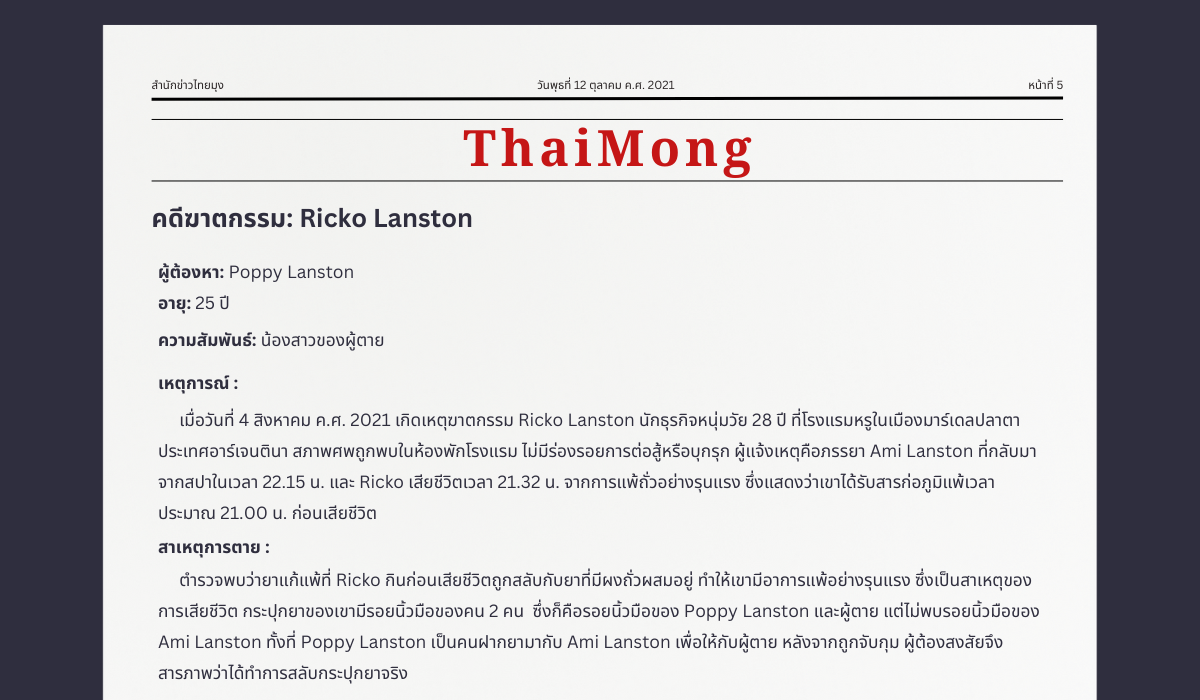 สำนักข่าวไทยมุง
วันพุธที่ 12 ตุลาคม ค.ศ. 2021
หน้าที่ 5
ThaiMong
คดีฆาตกรรม: Ricko Lanston
ผู้ต้องหา: Poppy Lanston
อายุ: 25 ปี
ความสัมพันธ์: น้องสาวของผู้ตาย
เหตุการณ์ :
เมื่อวันที่ 4 สิงหาคม ค.ศ. 2021 เกิดเหตุฆาตกรรม Ricko Lanston นักธุรกิจหนุ่มวัย 28 ปี ที่โรงแรมหรูในเมืองมาร์เดลปลาตา
ประเทศอาร์เจนตินา สภาพศพถูกพบในห้องพักโรงแรม ไม่มีร่องรอยการต่อสู้หรือบุกรุก ผู้แจ้งเหตุคือภรรยา Ami Lanston ที่กลับมา
จากสปาในเวลา 22.15 น. และ Ricko เสียชีวิตเวลา 21.32 น. จากการแพ้ถั่วอย่างรุนแรง ซึ่งแสดงว่าเขาได้รับสารก่อภูมิแพ้เวลา
ประมาณ 21.00 น. ก่อนเสียชีวิต
สาเหตุการตาย :
ตำรวจพบว่ายาแก้แพ้ที่ Ricko กินก่อนเสียชีวิตถูกสลับกับยาที่มีผงถั่วผสมอยู่ ทำให้เขามีอาการแพ้อย่างรุนแรง ซึ่งเป็นสาเหตุของ
การเสียชีวิต กระปุกยาของเขามีรอยนิ้วมือของคน 2 คน ซึ่งก็คือรอยนิ้วมือของ Poppy Lanston และผู้ตาย แต่ไม่พบรอยนิ้วมือของ
Ami Lanston ทั้งที่ Poppy Lanston เป็นคนฝากยามากับ Ami Lanston เพื่อให้กับผู้ตาย หลังจากถูกจับกุม ผู้ต้องสงสัยจึง
สารภาพว่าได้ทำการสลับกระปุกยาจริง